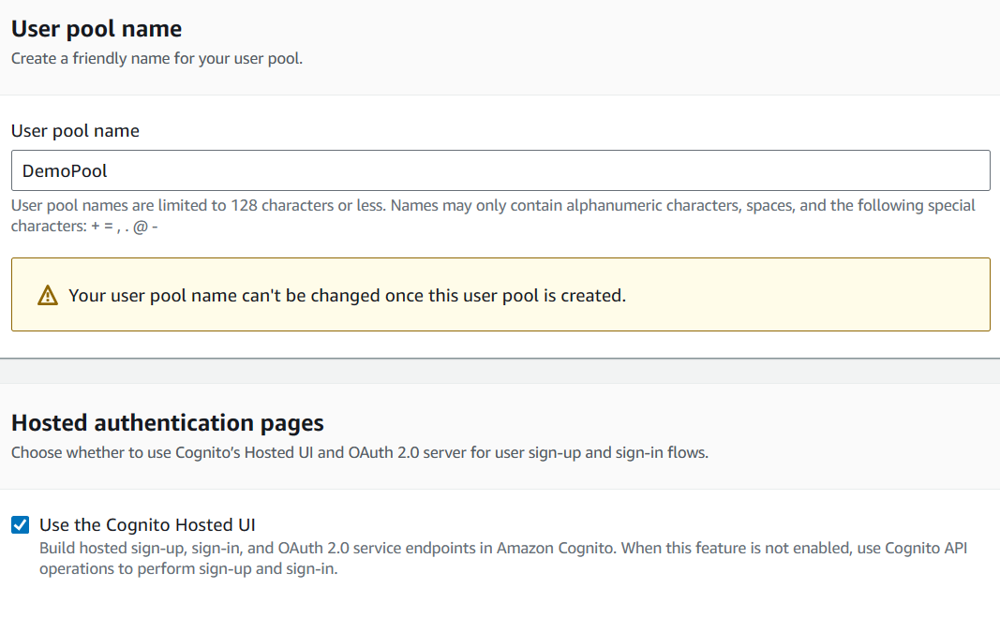 User pool name
Create a friendly name for your user pool.
User pool name
DemoPool
User pool names are limited to 128 characters or less. Names may only contain alphanumeric characters, spaces, and the following special
characters: + = , . @ -
Your user pool name can't be changed once this user pool is created.
Hosted authentication pages
Choose whether to use Cognito’s Hosted UI and OAuth 2.0 server for user sign-up and sign-in flows.
Use the Cognito Hosted UI
Build hosted sign-up, sign-in, and OAuth 2.0 service endpoints in Amazon Cognito. When this feature is not enabled, use Cognito API
operations to perform sign-up and sign-in.